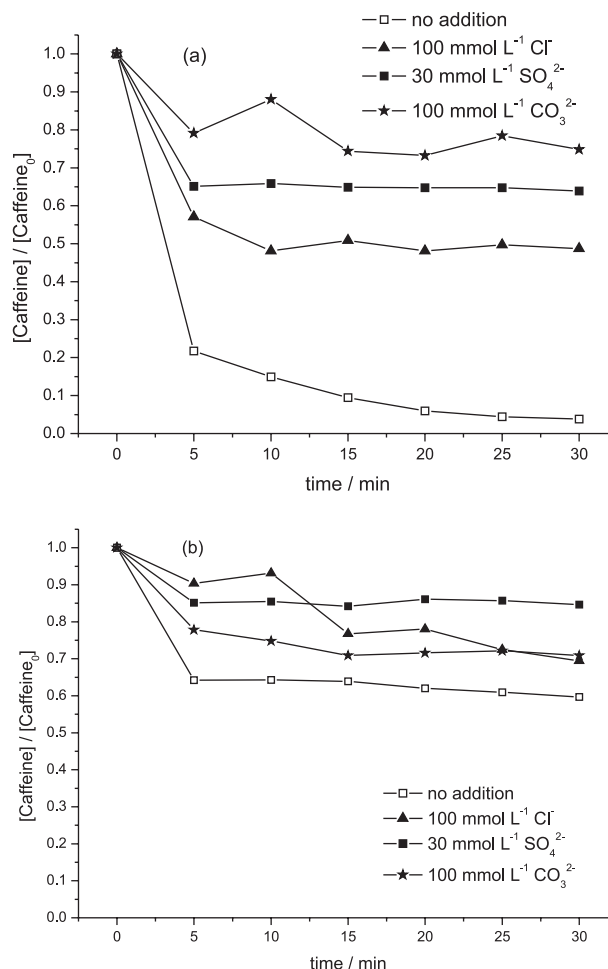 (a)
no addition
100 mmol L⁻¹ Cl⁻
30 mmol L⁻¹ SO₄²⁻
100 mmol L⁻¹ CO₃²⁻
[Caffeine] / [Caffeine₀]
1.0
0.9
0.8
0.7
0.6
0.5
0.4
0.3
0.2
0.1
0.0
0 5 10 15 20 25 30
time / min
(b)
[Caffeine] / [Caffeine₀]
1.0
0.9
0.8
0.7
0.6
0.5
0.4
0.3
0.2
0.1
0.0
no addition
100 mmol L⁻¹ Cl⁻
30 mmol L⁻¹ SO₄²⁻
100 mmol L⁻¹ CO₃²⁻
0 5 10 15 20 25 30
time / min